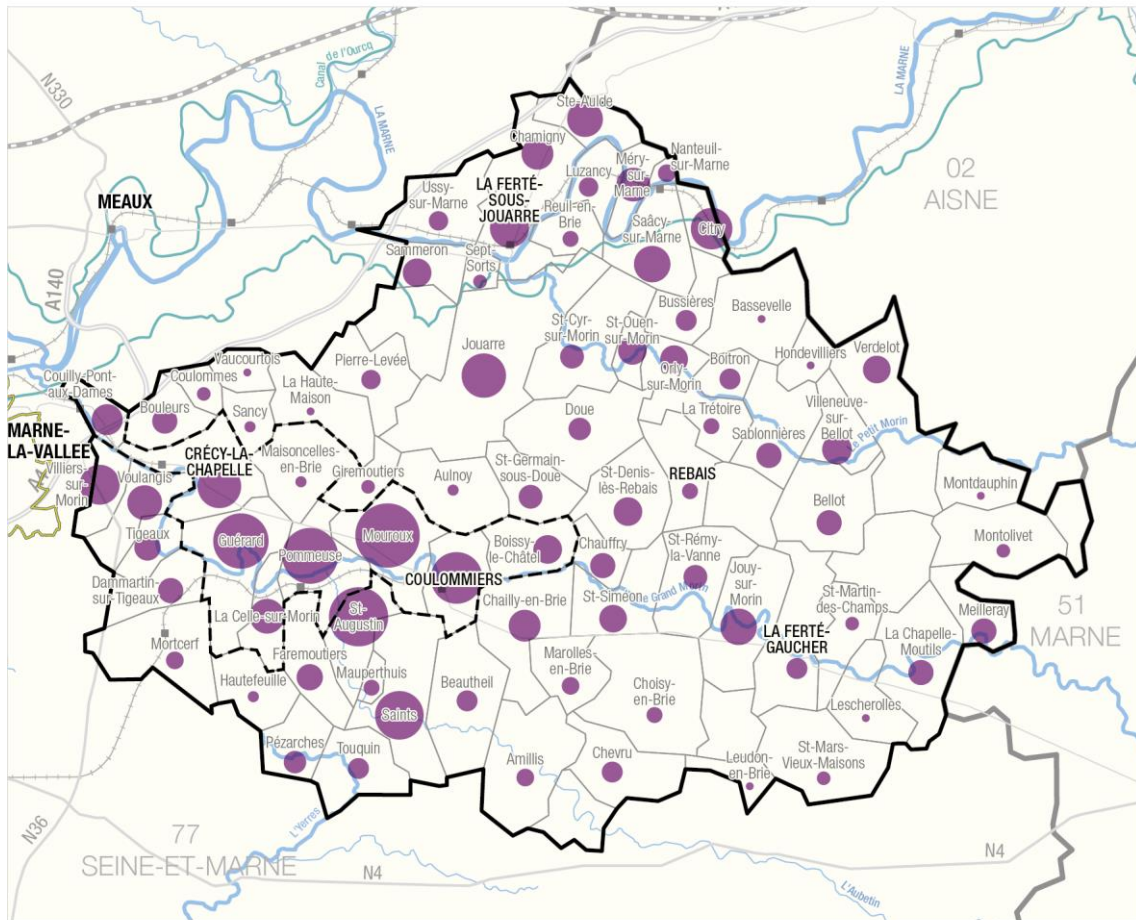 N330
Canal
de l'Ourcq
LA MARNE
LA MARNE
Ste-Aulde
Chamigny
Nanteuil-
sur-Marne
Méry-
sur-
Marne
Luzancy
02
AISNE
MEAUX
Ussy-
sur-Marne
LA FERTÉ-
SOUS-
JOUARRE
Reuil-en-
Brie
Saâcy-
sur-Marne
Citry
Sammeron
Sept-
Sorts
A140
Bussières
Bassevelle
St-Cyr-
sur-Morin
St-Ouen-
sur-Morin
Jouarre
Orly-
sur-Morin
Boitron
Hondevilliers
Verdelot
Vaucourtois
Pierre-Levée
Couilly-Pont-
aux-Dames
Coulommes
La Haute-
Maison
Bouleurs
Sancy
Doue
La Trétoire
Villeneuve-
sur-
Bellot
Le Petit Morin
Sablonnières
MARNE-
LA-VALLEE
CRÉCY-LA-
CHAPELLE
Maisoncelles-
en-Brie
Giremoutiers
Villiers-
sur-
Morin
Voulangis
Aulnoy
St-Germain-
sous-Doue
St-Denis-
lès-Rebais
REBAIS
Bellot
Montdauphin
Montolivet
Tigeaux
Guérard
Pommeuse
Mouroux
Boissy-
le-Châtel
Chauffry
St-Rémy-
la-Vanne
Dammartin-
sur-Tigeaux
COULOMMIERS
Le Grand Morin
Jouy-
sur-
Morin
St-Martin-
des-Champs
Meilleray
51
MARNE
La Celle-sur-Morin
St-
Augustin
Chailly-en-Brie
St-Siméon
LA FERTÉ-
GAUCHER
La Chapelle-
Moutils
Mortcerf
Faremoutiers
Mauperthuis
Marolles-
en-Brie
Hautefeuille
Saints
Beautheil
Choisy-
en-Brie
Lescherolles
Pézarches
Touquin
Amillis
Chevru
Leudon-
en-Brie
St-Mars-
Vieux-Maisons
N36
L'Yerres
77
SEINE-ET-MARNE
N4
N4
L'Aubetin